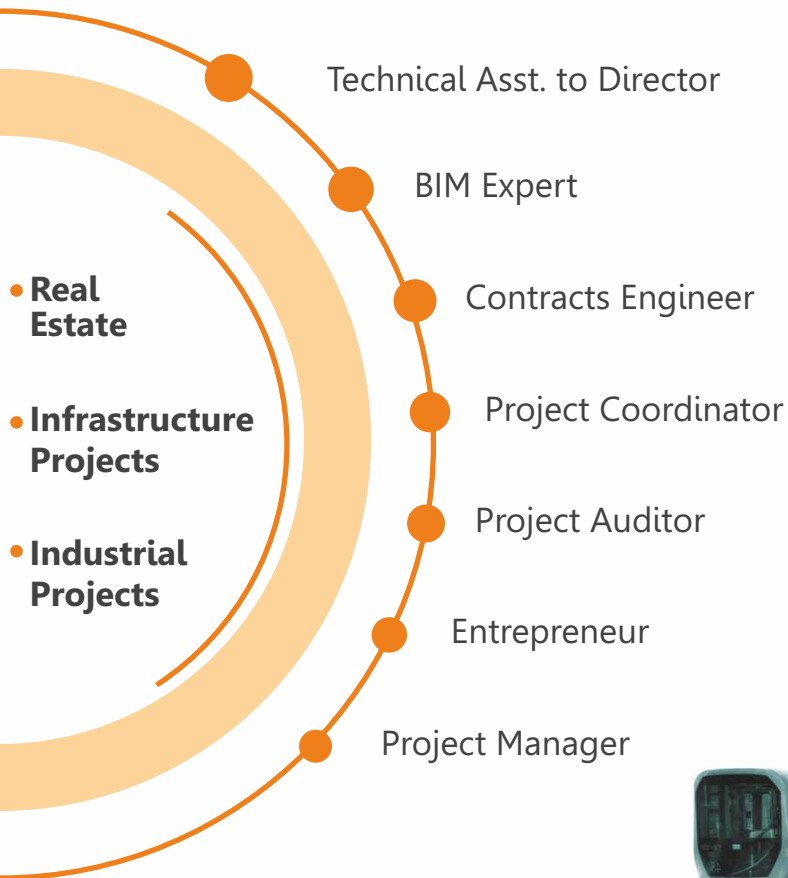 Technical Asst. to Director
BIM Expert
Contracts Engineer
Project Coordinator
Project Auditor
Entrepreneur
Project Manager
Real
Estate
Infrastructure
Projects
Industrial
Projects